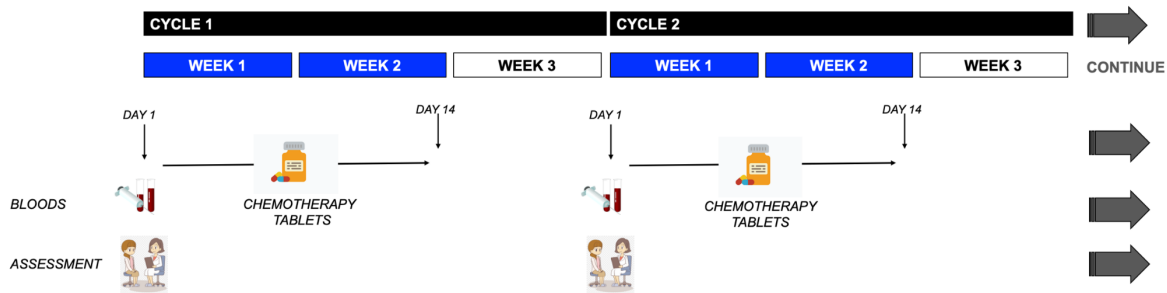 CYCLE 1 CYCLE 2
WEEK 1 WEEK 2 WEEK 3 WEEK 1 WEEK 2 WEEK 3 CONTINUE
DAY 1 DAY 14 DAY 1 DAY 14
BLOODS CHEMOTHERAPY CHEMOTHERAPY
TABLETS TABLETS
ASSESSMENT